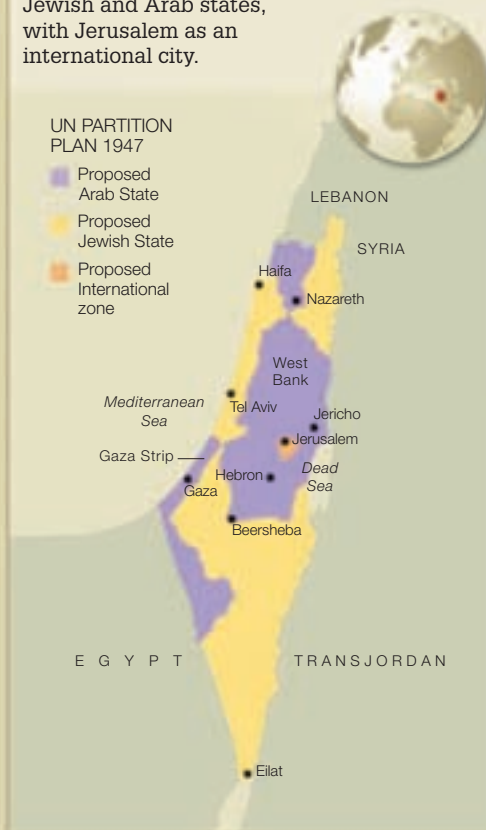 Jewish and Arab states,
with Jerusalem as an
international city.
UN PARTITION
PLAN 1947
Proposed
Arab State
Proposed
Jewish State
Proposed
International
zone
LEBANON
SYRIA
Haifa
Nazareth
West
Bank
Mediterranean
Sea
Tel Aviv
Jericho
Jerusalem
Gaza Strip
Hebron
Dead
Sea
Gaza
Beersheba
EGYPT
TRANSJORDAN
Eilat